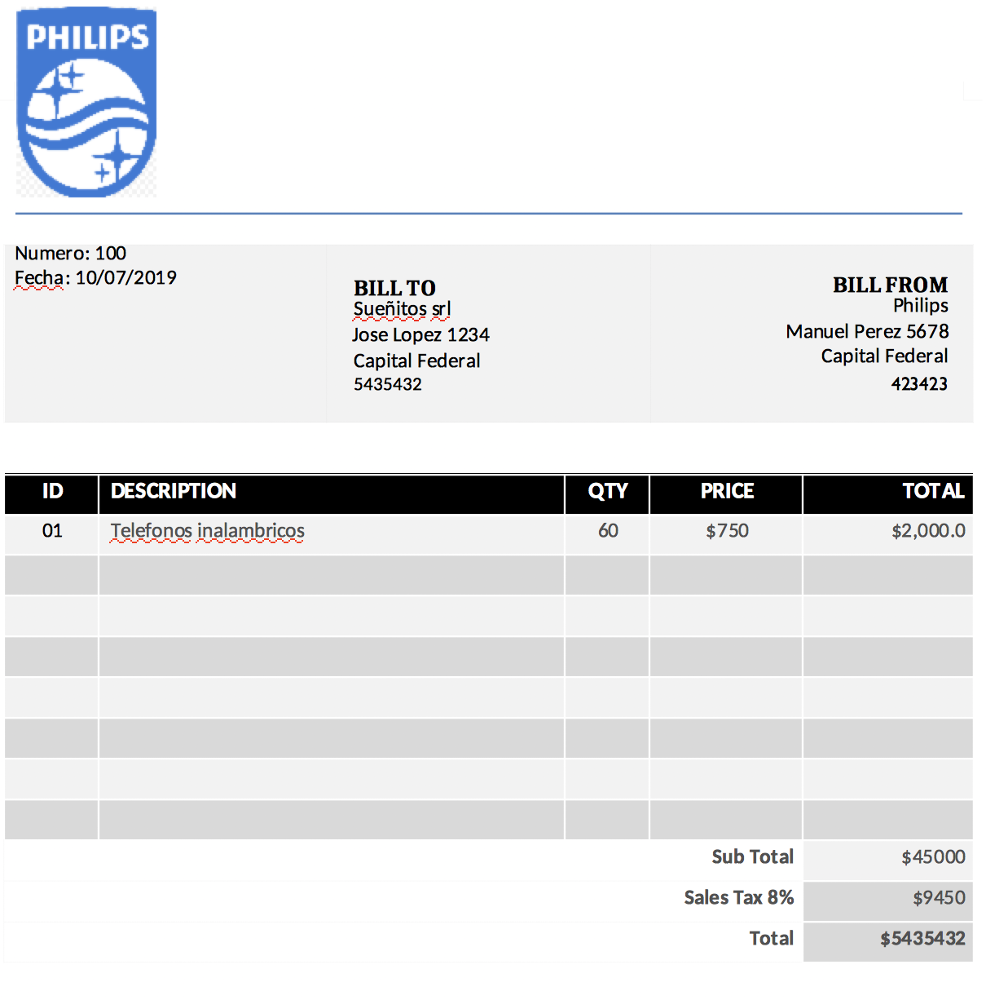 PHILIPS
Numero: 100
Fecha: 10/07/2019
BILL TO
Sueñitos srl
Jose Lopez 1234
Capital Federal
5435432
BILL FROM
Philips
Manuel Perez 5678
Capital Federal
423423
ID DESCRIPTION QTY PRICE TOTAL
01 Telefonos inalambricos 60 $750 $2,000.0
Sub Total $45000
Sales Tax 8% $9450
Total $5435432